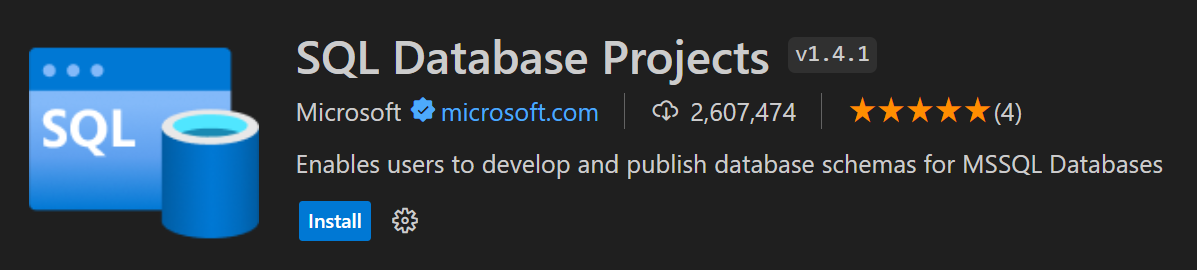 SQL
SQL Database Projects v1.4.1
Microsoft microsoft.com 2,607,474 (4)
Enables users to develop and publish database schemas for MSSQL Databases
Install